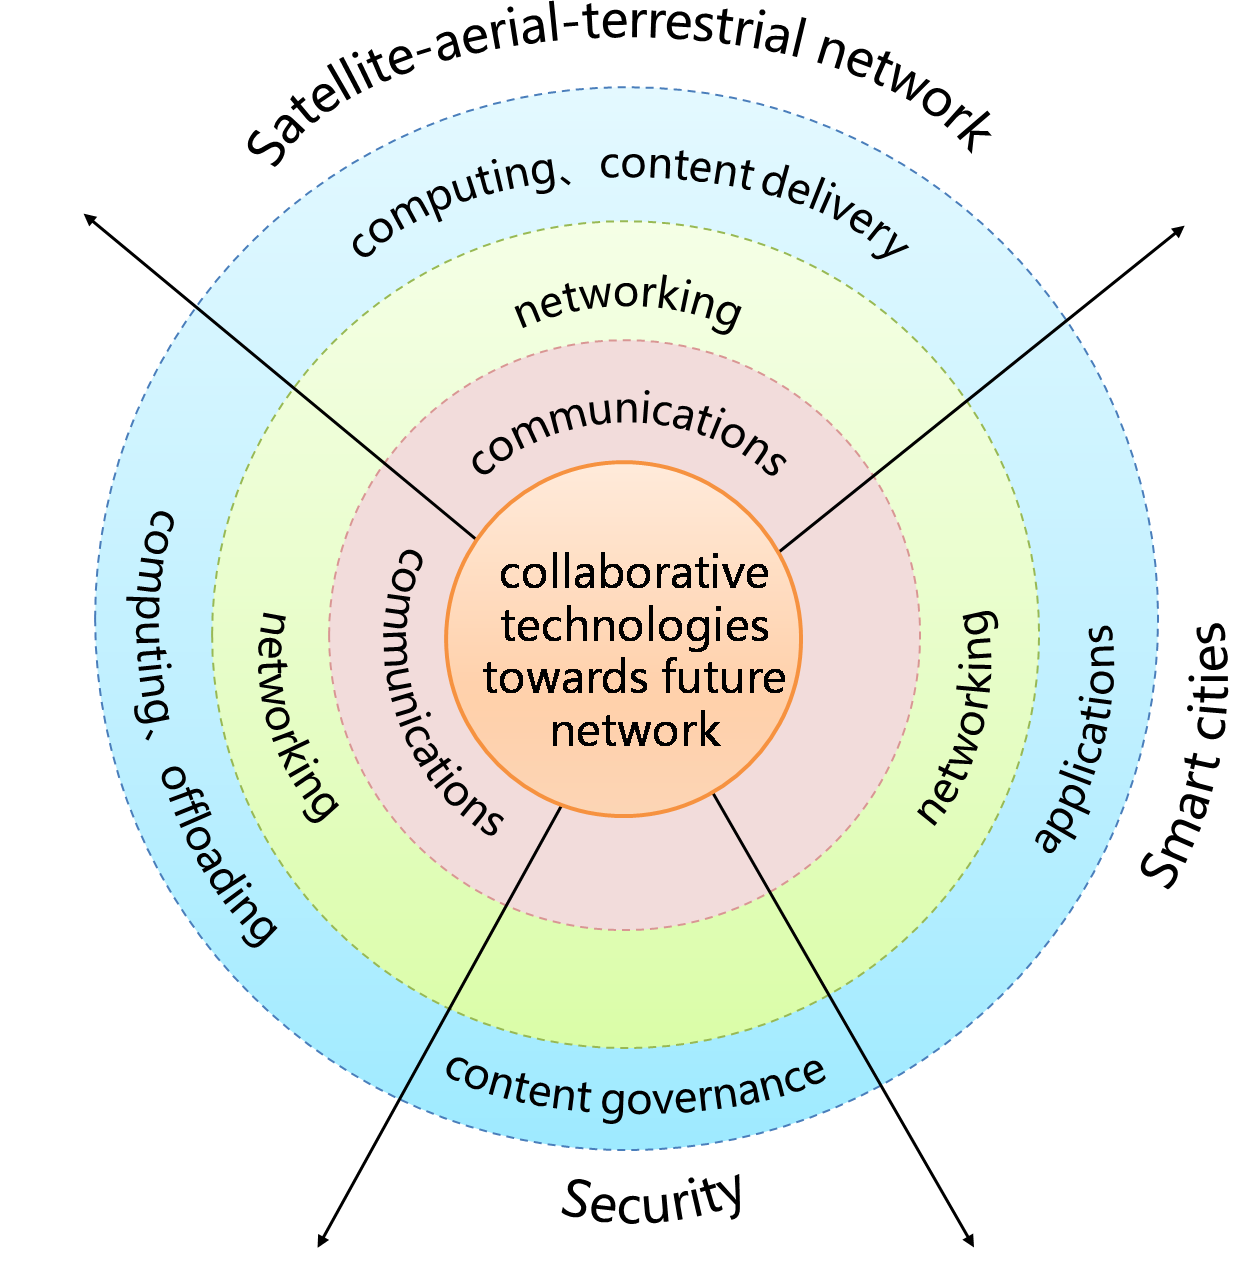 Satellite-aerial-terrestrial network
computing、content delivery
networking
communications
collaborative
technologies
towards future
network
communications
networking
computing、offloading
networking
applications
Smart cities
content governance
Security